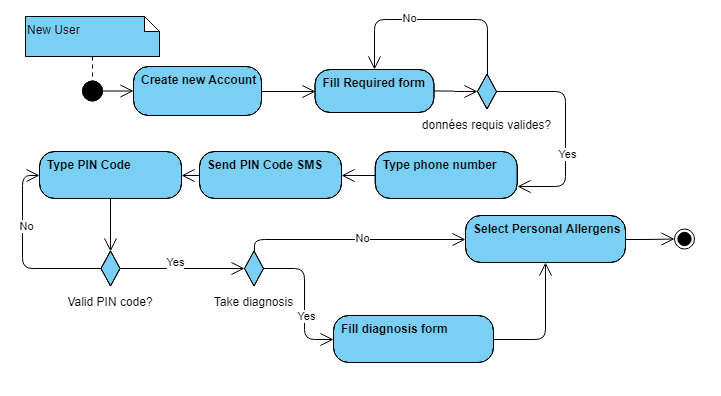 New User
No
Create new Account
Fill Required form
données requis valides?
Yes
Type PIN Code
Send PIN Code SMS
Type phone number
No
Yes
No
Select Personal Allergens
Valid PIN code?
Take diagnosis
Yes
Fill diagnosis form